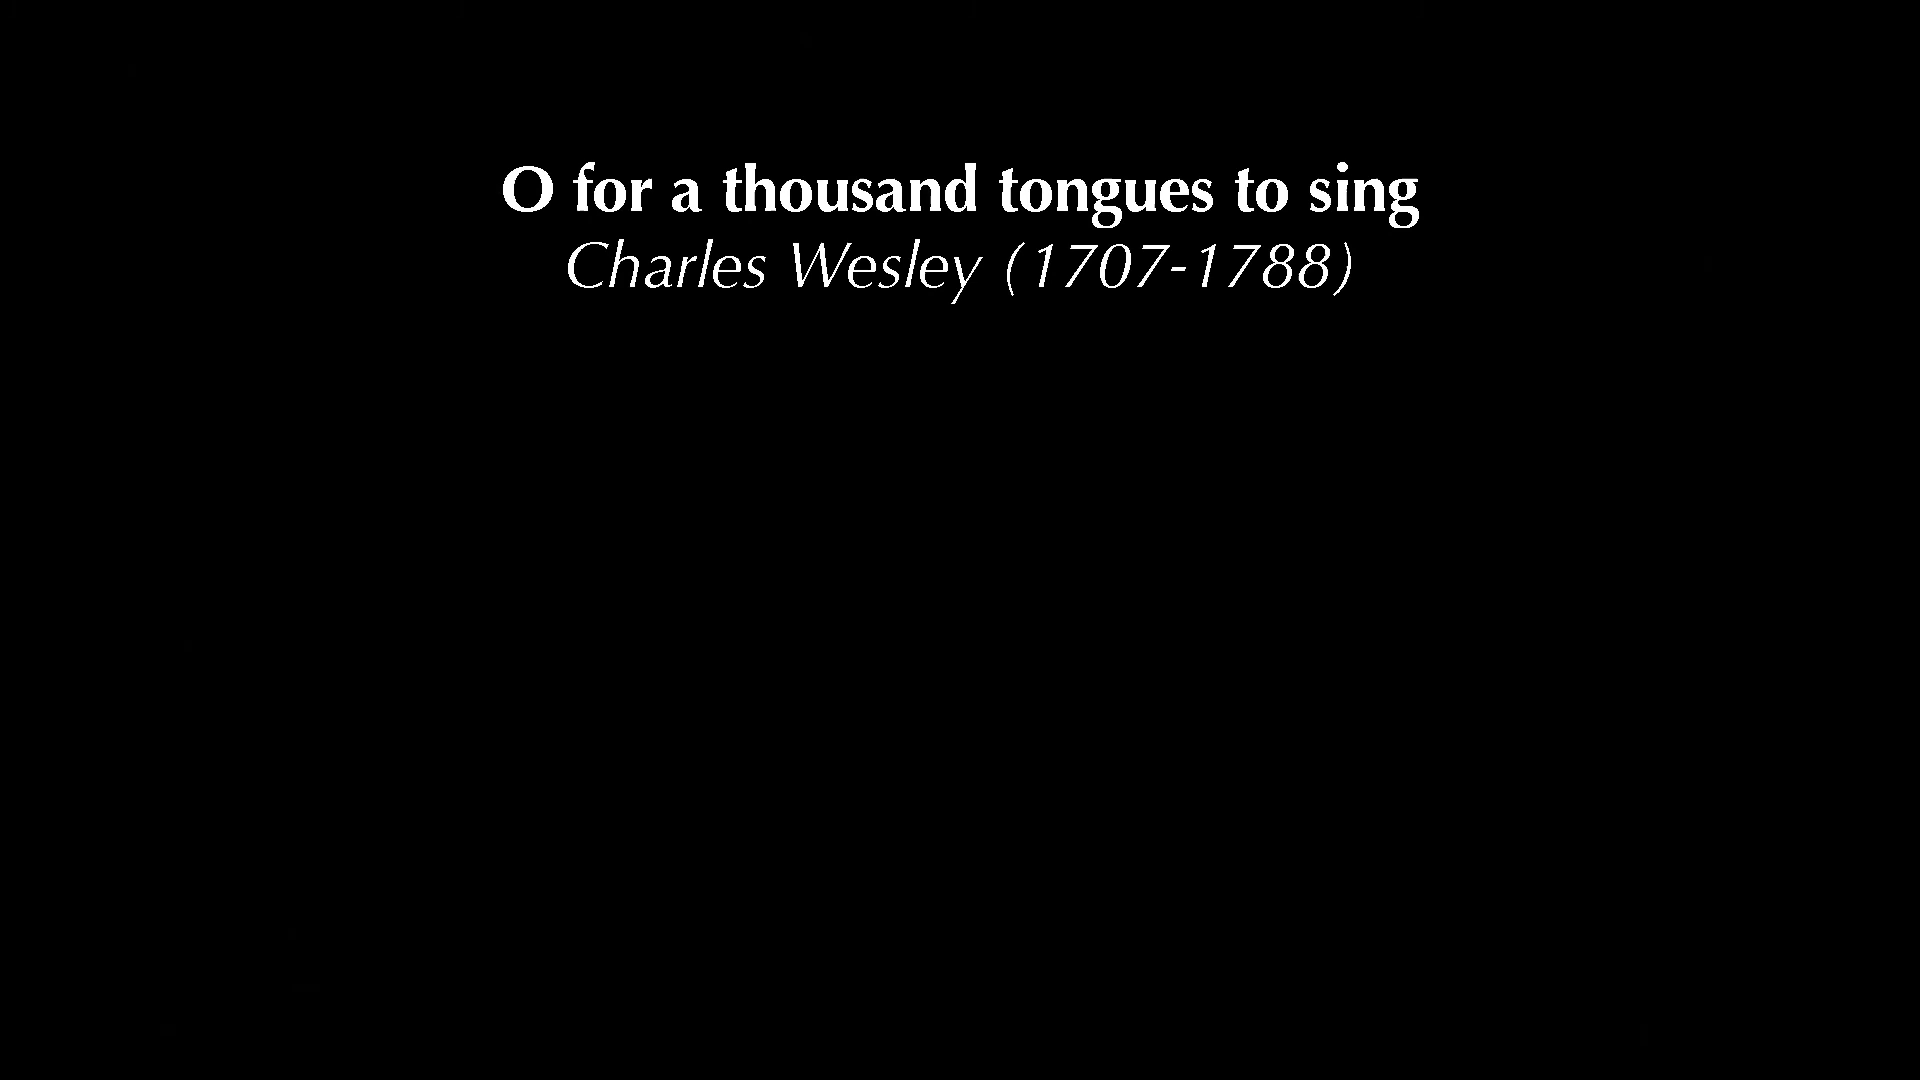 O for a thousand tongues to sing
Charles Wesley (1707-1788)